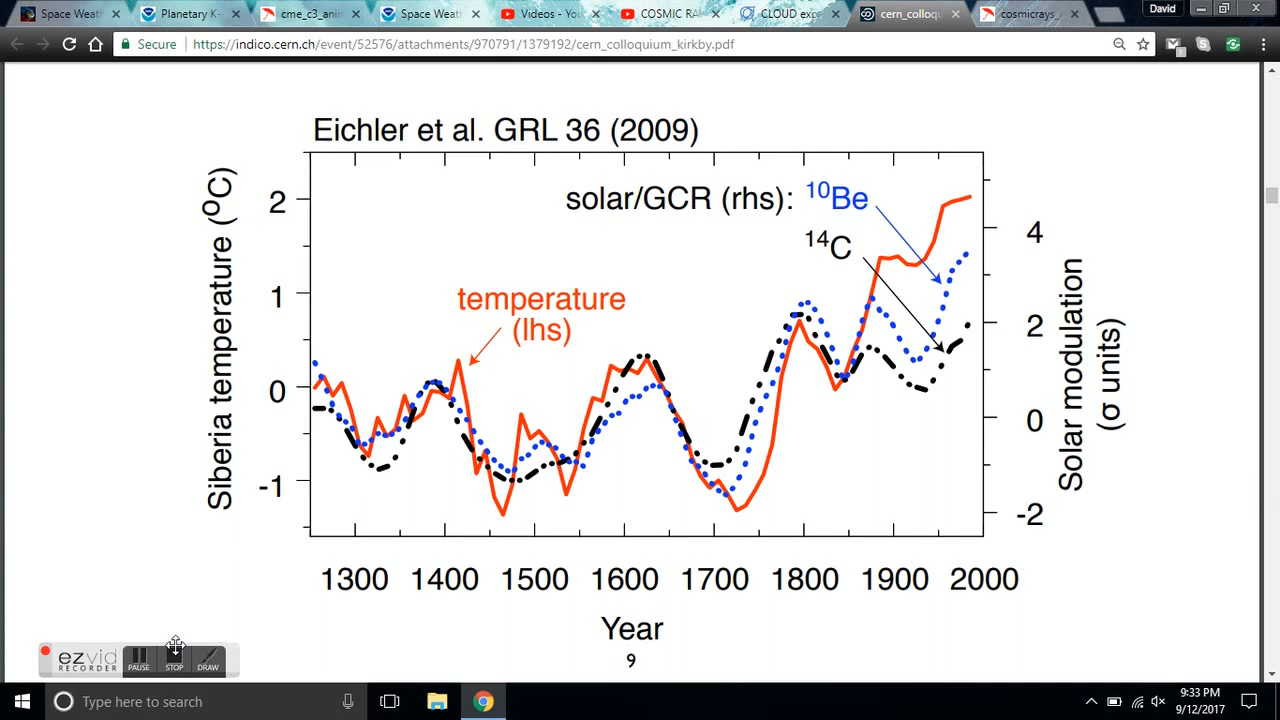 David
Space Weat
Planetary K-
cme_c3_ani
Space Weat
Videos - Yo
COSMIC RA
CLOUD exp
cern_colloqu
cosmicrays_
Secure
https://indico.cern.ch/event/52576/attachments/970791/1379192/cern_colloquium_kirkby.pdf
Eichler et al. GRL 36 (2009)
solar/GCR (rhs): 10Be
14C
temperature
(lhs)
Siberia temperature (ºC)
2
1
0
-1
Solar modulation
(σ units)
4
2
0
-2
1300 1400 1500 1600 1700 1800 1900 2000
Year
9
ezvid
RECORDER
PAUSE
STOP
DRAW
Type here to search
9:33 PM
9/12/2017